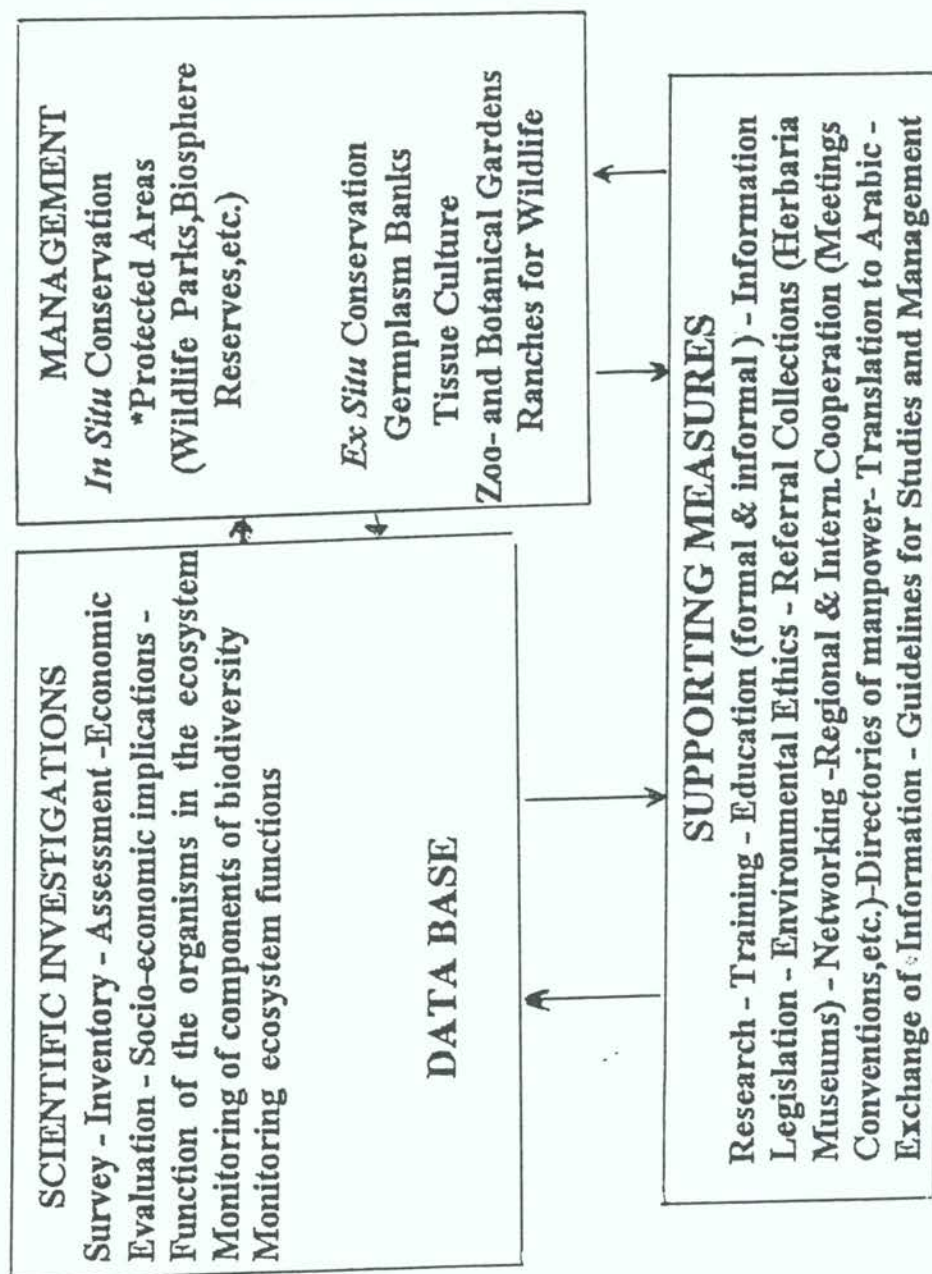 SCIENTIFIC INVESTIGATIONS
Survey - Inventory - Assessment -Economic
Evaluation - Socio-economic implications -
Function of the organisms in the ecosystem
Monitoring of components of biodiversity
Monitoring ecosystem functions
DATA BASE
MANAGEMENT
In Situ Conservation
*Protected Areas
(Wildlife Parks,Biosphere
Reserves,etc.)
Ex Situ Conservation
Germplasm Banks
Tissue Culture
Zoo- and Botanical Gardens
Ranches for Wildlife
SUPPORTING MEASURES
Research - Training - Education (formal & informal ) - Information
Legislation - Environmental Ethics - Referral Collections (Herbaria
Museums) - Networking -Regional & Intern.Cooperation (Meetings
Conventions,etc.)-Directories of manpower- Translation to Arabic -
Exchange of Information - Guidelines for Studies and Management